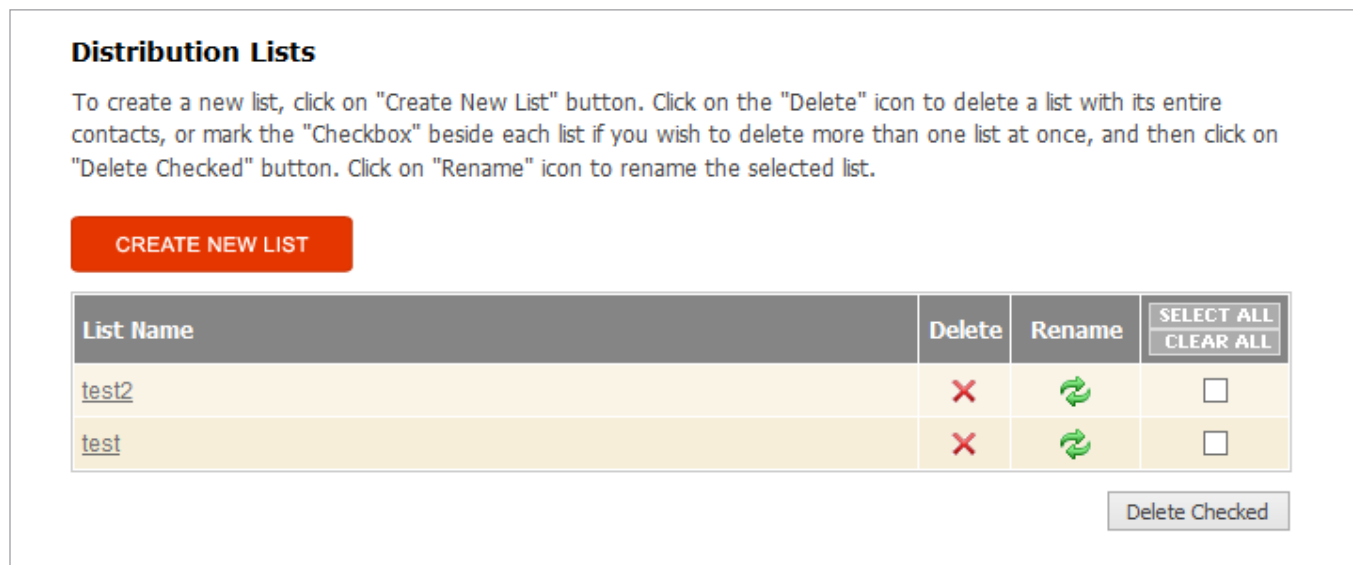 Distribution Lists
To create a new list, click on "Create New List" button. Click on the "Delete" icon to delete a list with its entire
contacts, or mark the "Checkbox" beside each list if you wish to delete more than one list at once, and then click on
"Delete Checked" button. Click on "Rename" icon to rename the selected list.
CREATE NEW LIST
List Name Delete Rename SELECT ALL
CLEAR ALL
test2
test
Delete Checked